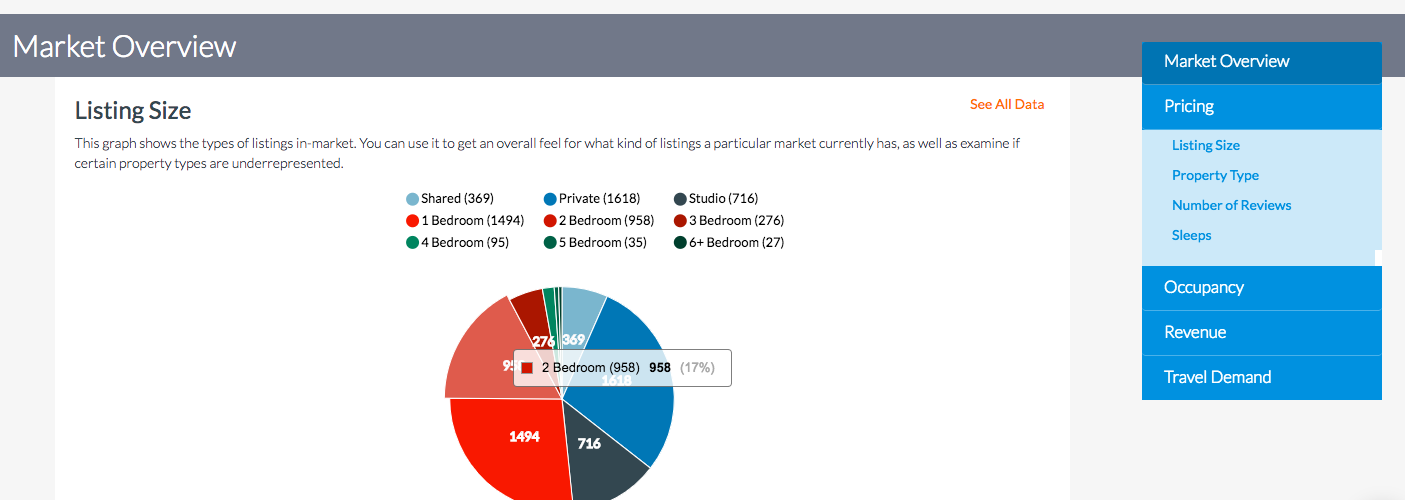 Market Overview
Market Overview
Listing Size
See All Data
Pricing
This graph shows the types of listings in-market. You can use it to get an overall feel for what kind of listings a particular market currently has, as well as examine if
certain property types are underrepresented.
Listing Size
Property Type
Number of Reviews
Sleeps
Occupancy
Revenue
Travel Demand
Shared (369) Private (1618) Studio (716)
1 Bedroom (1494) 2 Bedroom (958) 3 Bedroom (276)
4 Bedroom (95) 5 Bedroom (35) 6+ Bedroom (27)
276 369
2 Bedroom (958) 958 (17%)
1618
1494
716